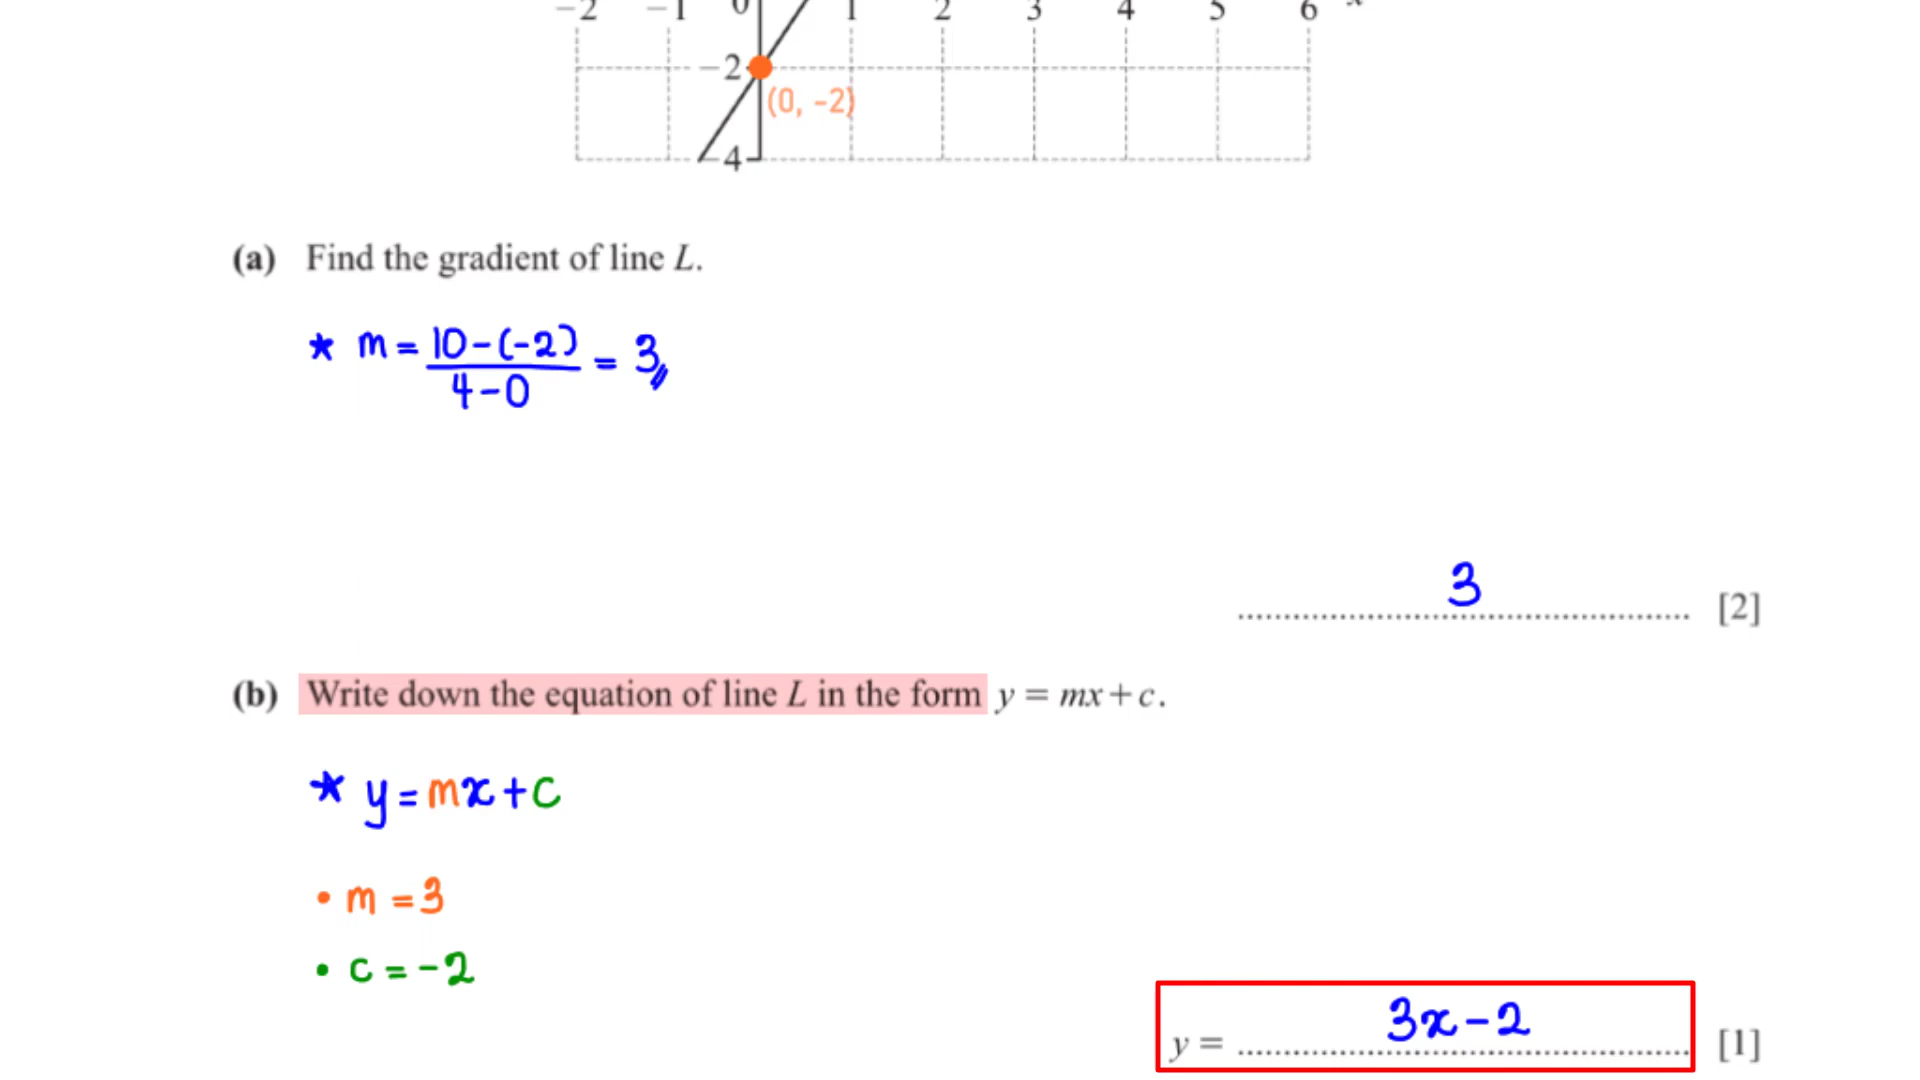 -2 -1 0 1 2 3 4 5 6 x
-2
(0, -2)
-4
(a) Find the gradient of line L.
* m = 10-(-2) / 4-0 = 3
3
[2]
(b) Write down the equation of line L in the form y = mx + c.
* y = mx + c
• m = 3
• c = -2
y = 3x - 2 [1]